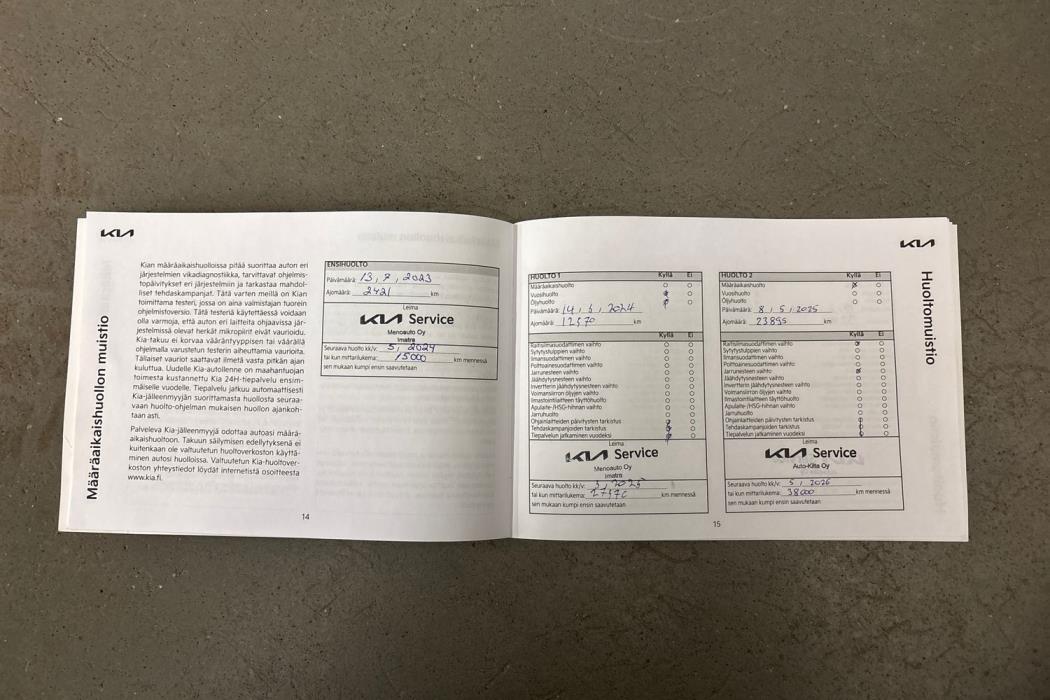 KIA
Määräaikaishuollon muistio
Kian määräaikaishuolloissa pitää suorittaa auton eri
järjestelmien vikadiagnostiikka, tarvittavat ohjelmis-
topäivitykset eri järjestelmiin ja tarkastaa mahdol-
liset tehdaskampanjat. Tätä varten meillä on Kian
toimittama testeri, jossa on aina valmistajan tuorein
ohjelmistoversio. Tätä testeriä käytettäessä voidaan
olla varmoja, että auton eri laitteita ohjaavissa jär-
jestelmissä olevat herkät mikropiirit eivät vaurioidu.
Kia-takuu ei korvaa vääräntyyppisen tai väärällä
ohjelmalla varustetun testerin aiheuttamia vaurioita.
Tällaiset vauriot saattavat ilmetä vasta pitkän ajan
kuluttua. Uudelle Kia-autollenne on maahantuojan
toimesta kustannettu Kia 24H-tiepalvelu ensim-
mäiselle vuodelle. Tiepalvelu jatkuu automaattisesti
Kia-jälleenmyyjän suorittamasta huollosta seuraa-
vaan huolto-ohjelman mukaisen huollon ajankoh-
taan asti.
Palveleva Kia-jälleenmyyjä odottaa autoasi määrä-
aikaishuoltoon. Takuun säilymisen edellytyksenä ei
kuitenkaan ole valtuutetun huoltoverkoston käyttä-
minen autosi huolloissa. Valtuutetun Kia-huoltover-
koston yhteystiedot löydät internetistä osoitteesta
www.kia.fi.
ENSIHUOLTO
Päivämäärä: 13, 7, 2023
Ajomäärä: 2421 km
Leima
KIA Service
Menoauto Oy
Imatra
Seuraava huolto kk/v: 5, 2024
tai kun mittarilukema: 15000 km mennessä
sen mukaan kumpi ensin saavutetaan
14
KIA
Huoltomuistio
HUOLTO 1 Kyllä Ei
Määräaikaishuolto
Vuosihuolto
Öljyhuolto
Päivämäärä: 14, 5, 2024
Ajomäärä: 12570 km
Kyllä Ei
Raitisilmasuodattimen vaihto
Sytytystulppien vaihto
Ilmansuodattimen vaihto
Polttoainesuodattimen vaihto
Jarrunesteen vaihto
Jäähdytysnesteen vaihto
Invertterin jäähdytysnesteen vaihto
Voimansiirron öljyjen vaihto
Ilmastointilaitteen täyttöhuolto
Apulaite-/HSG-hihnan vaihto
Jarruhuolto
Ohjainlaitteiden päivitysten tarkistus
Tehdaskampanjoiden tarkistus
Tiepalvelun jatkaminen vuodeksi
Leima
KIA Service
Menoauto Oy
Imatra
Seuraava huolto kk/v: 5, 2025
tai kun mittarilukema: 27570 km mennessä
sen mukaan kumpi ensin saavutetaan
HUOLTO 2 Kyllä Ei
Määräaikaishuolto
Vuosihuolto
Öljyhuolto
Päivämäärä: 8, 5, 2025
Ajomäärä: 23895 km
Kyllä Ei
Raitisilmasuodattimen vaihto
Sytytystulppien vaihto
Ilmansuodattimen vaihto
Polttoainesuodattimen vaihto
Jarrunesteen vaihto
Jäähdytysnesteen vaihto
Invertterin jäähdytysnesteen vaihto
Voimansiirron öljyjen vaihto
Ilmastointilaitteen täyttöhuolto
Apulaite-/HSG-hihnan vaihto
Jarruhuolto
Ohjainlaitteiden päivitysten tarkistus
Tehdaskampanjoiden tarkistus
Tiepalvelun jatkaminen vuodeksi
Leima
KIA Service
Auto-Kilta Oy
Seuraava huolto kk/v: 5, 2026
tai kun mittarilukema: 38000 km mennessä
sen mukaan kumpi ensin saavutetaan
15